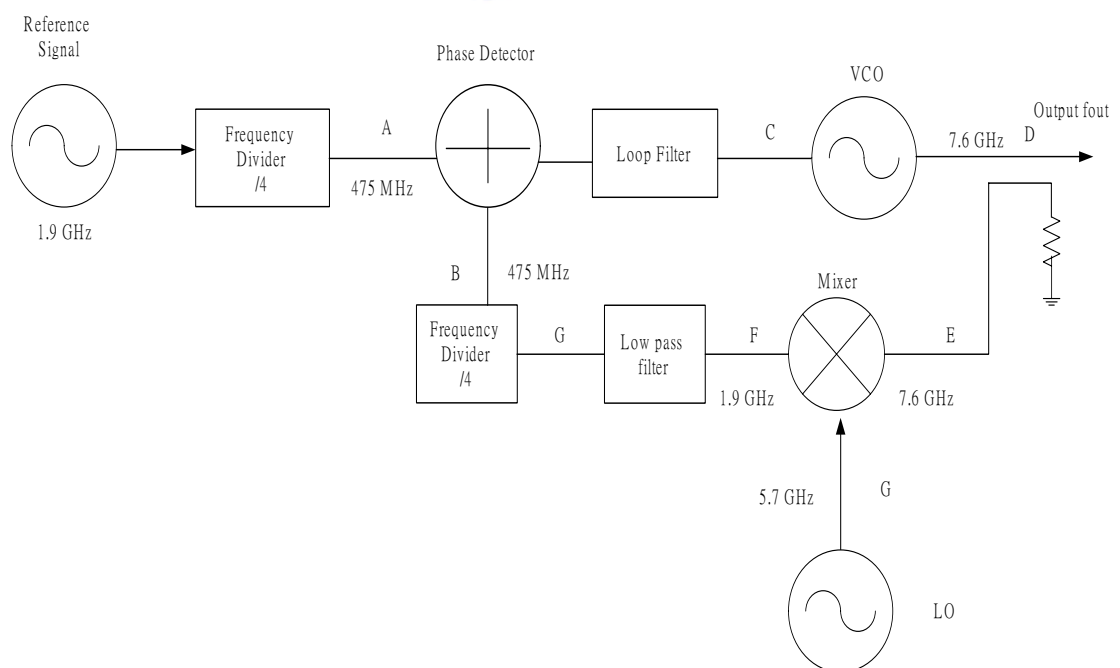 Reference
Signal
Phase Detector
VCO
Output fout
Frequency
Divider
/4
A
Loop Filter
C
7.6 GHz
D
475 MHz
1.9 GHz
B
475 MHz
Mixer
Frequency
Divider
/4
G
Low pass
filter
F
E
1.9 GHz
7.6 GHz
5.7 GHz
G
LO